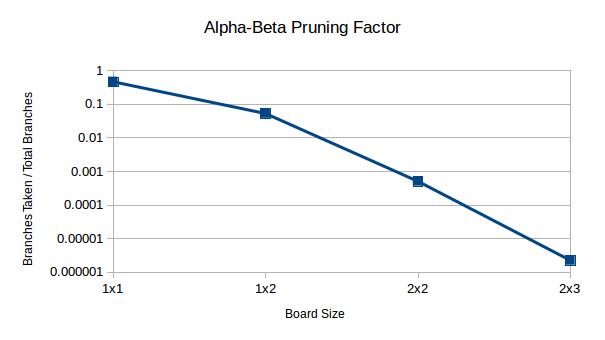 Alpha-Beta Pruning Factor
Branches Taken / Total Branches
1
0.1
0.01
0.001
0.0001
0.00001
0.000001
1x1 1x2 2x2 2x3
Board Size